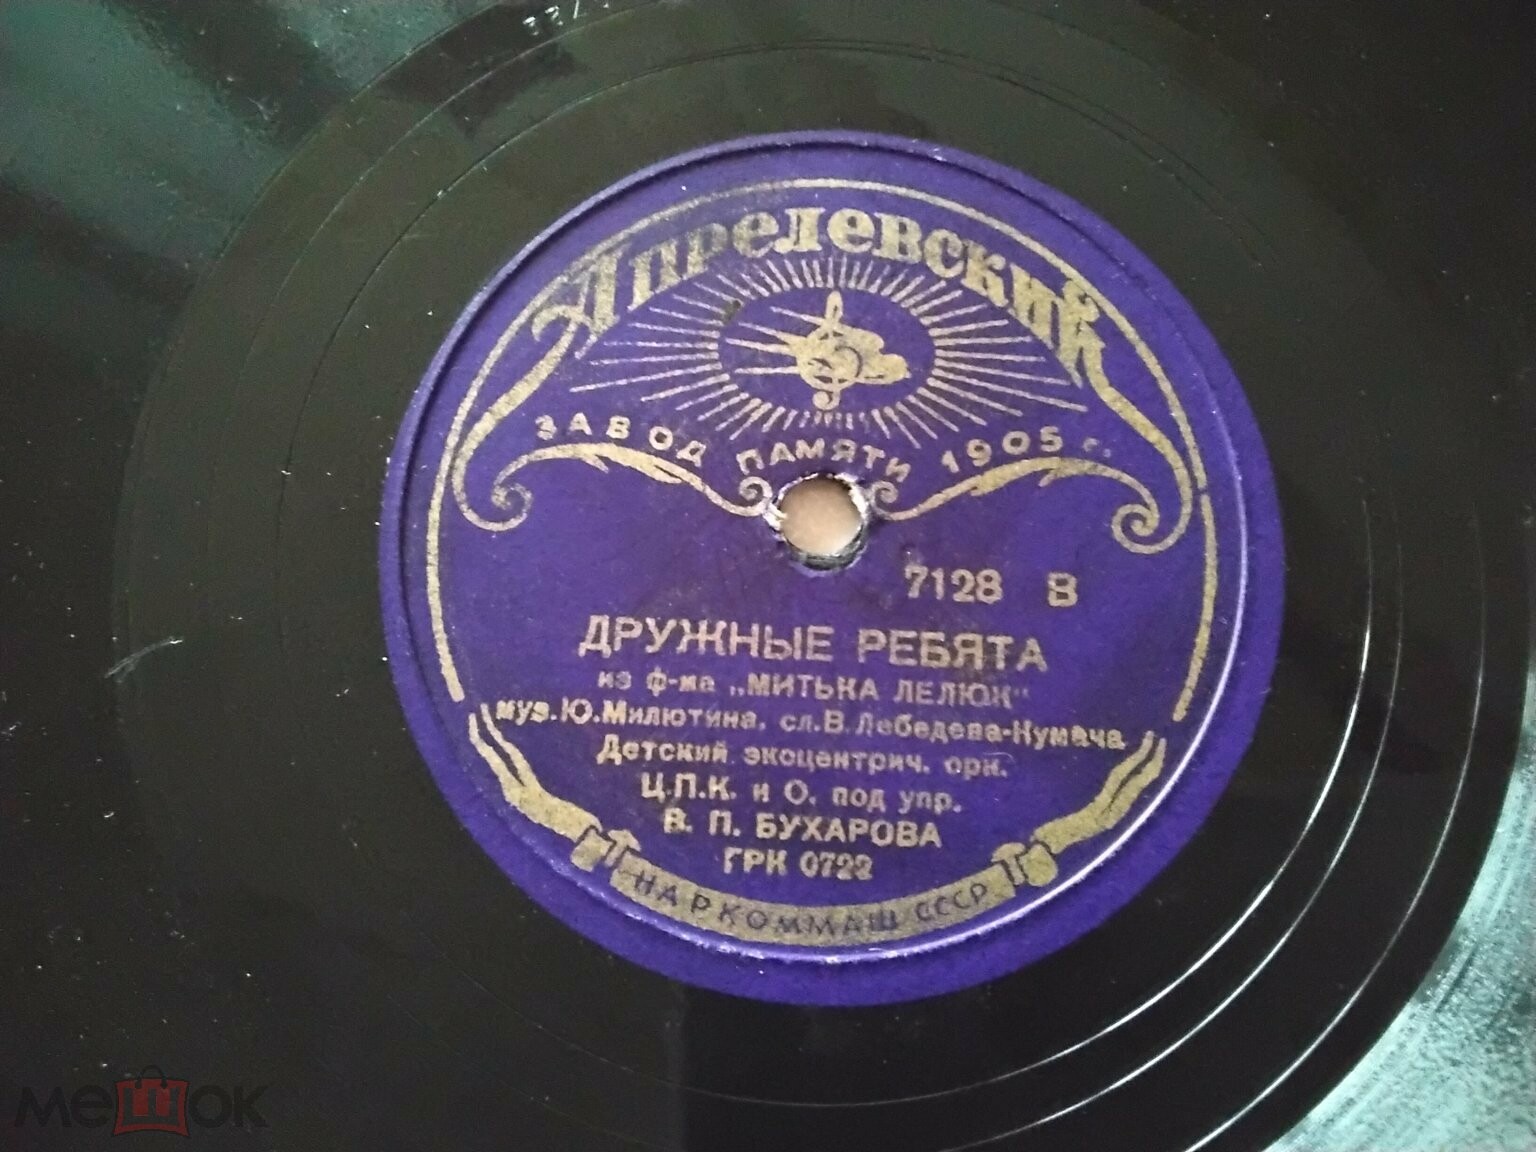 Апрелевский
ЗАВОД ПАМЯТИ 1905 г.
7128 В
ДРУЖНЫЕ РЕБЯТА
из ф-ма „МИТЬКА ЛЕЛЮК"
муз. Ю. Милютина, сл. В. Лебедева-Кумача
Детский экоцентрич. орк.
Ц.П.К. и О. под упр.
В. П. БУХАРОВА
ГРК 0722
НАРКОММАШ СССР
мешок